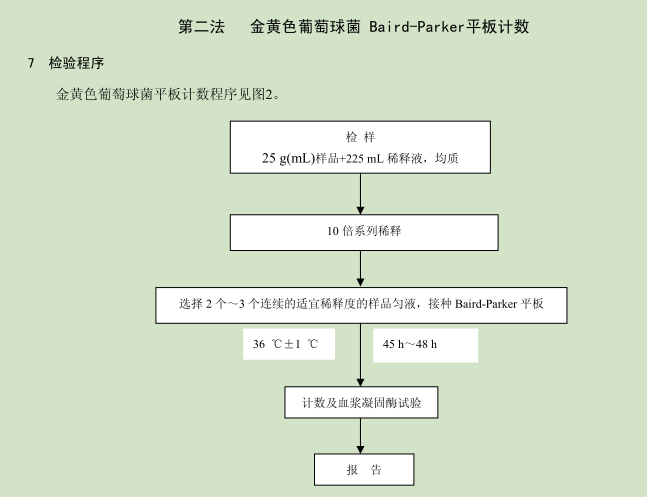 第二法 金黄色葡萄球菌 Baird-Parker平板计数
7 检验程序
金黄色葡萄球菌平板计数程序见图2。
检 样
25 g(mL)样品+225 mL 稀释液，均质
10 倍系列稀释
选择 2 个～3 个连续的适宜稀释度的样品匀液，接种 Baird-Parker 平板
36 ℃±1 ℃ 45 h～48 h
计数及血浆凝固酶试验
报 告